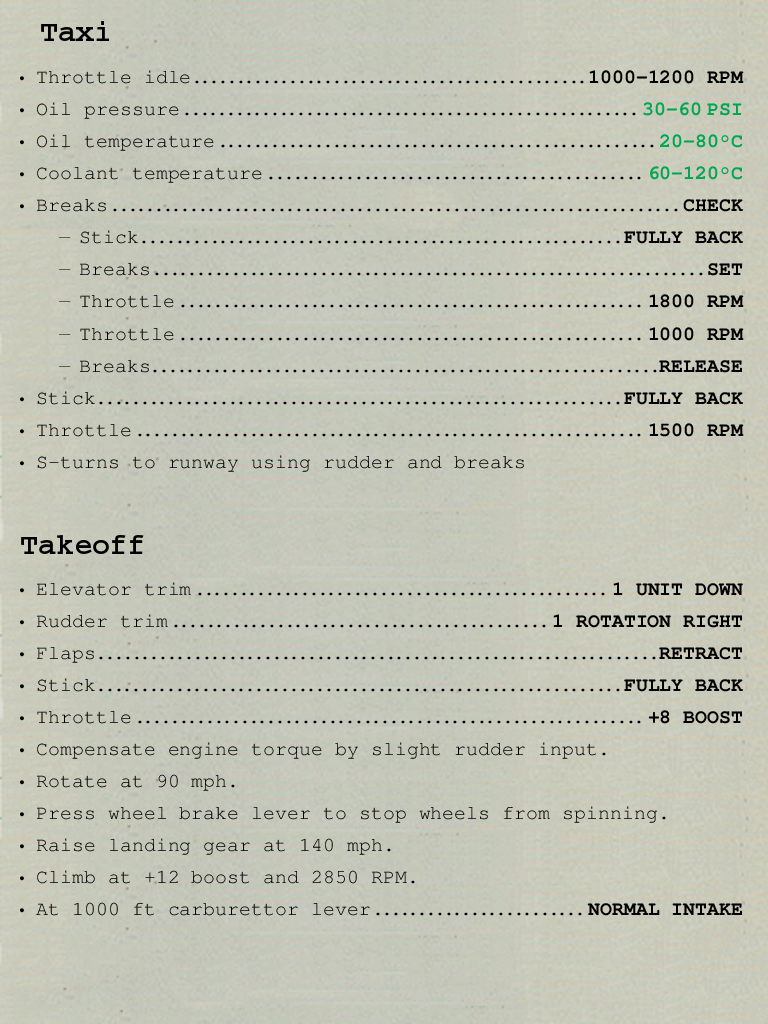 Taxi
• Throttle idle............................................1000-1200 RPM
• Oil pressure....................................................30-60 PSI
• Oil temperature.................................................20-80°C
• Coolant temperature...........................................60-120°C
• Breaks................................................................CHECK
– Stick.......................................................FULLY BACK
– Breaks...............................................................SET
– Throttle.....................................................1800 RPM
– Throttle.....................................................1000 RPM
– Breaks.........................................................RELEASE
• Stick............................................................FULLY BACK
• Throttle..........................................................1500 RPM
• S-turns to runway using rudder and breaks
Takeoff
• Elevator trim..............................................1 UNIT DOWN
• Rudder trim..........................................1 ROTATION RIGHT
• Flaps...............................................................RETRACT
• Stick............................................................FULLY BACK
• Throttle..........................................................+8 BOOST
• Compensate engine torque by slight rudder input.
• Rotate at 90 mph.
• Press wheel brake lever to stop wheels from spinning.
• Raise landing gear at 140 mph.
• Climb at +12 boost and 2850 RPM.
• At 1000 ft carburettor lever........................NORMAL INTAKE